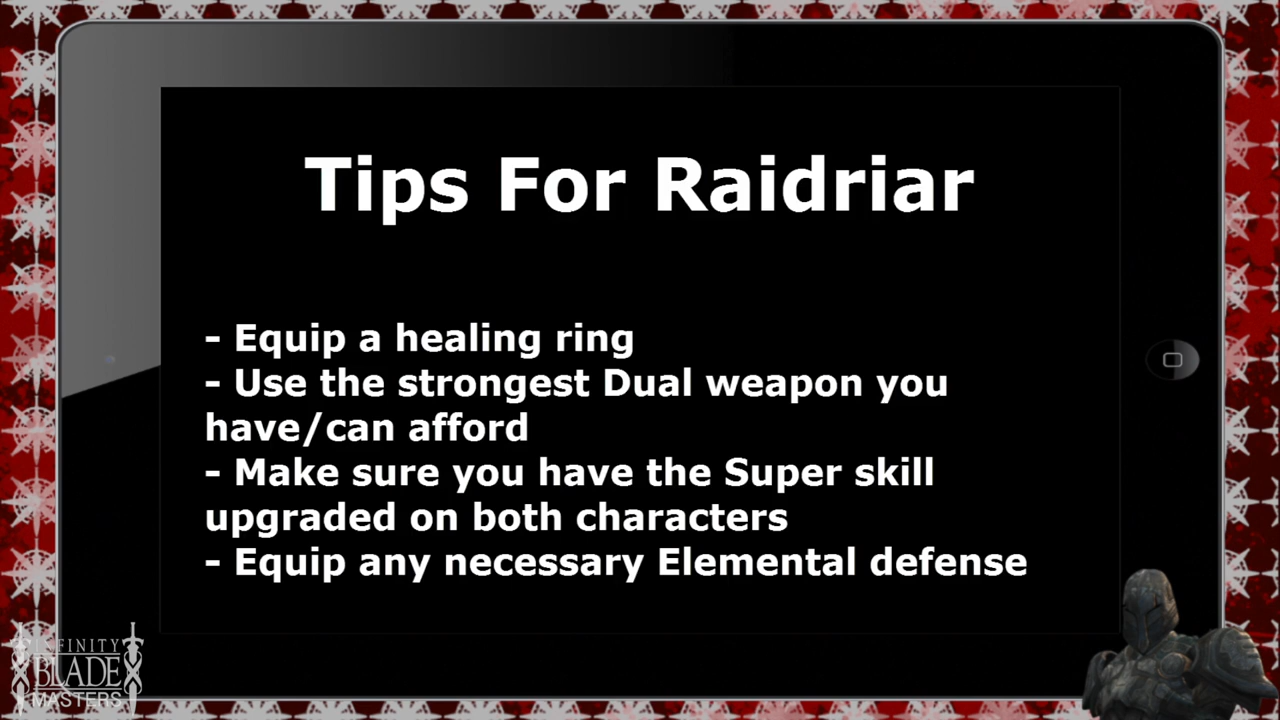 Tips For Raidriar
- Equip a healing ring
- Use the strongest Dual weapon you
have/can afford
- Make sure you have the Super skill
upgraded on both characters
- Equip any necessary Elemental defense
INFINITY
BLADE
MASTERS